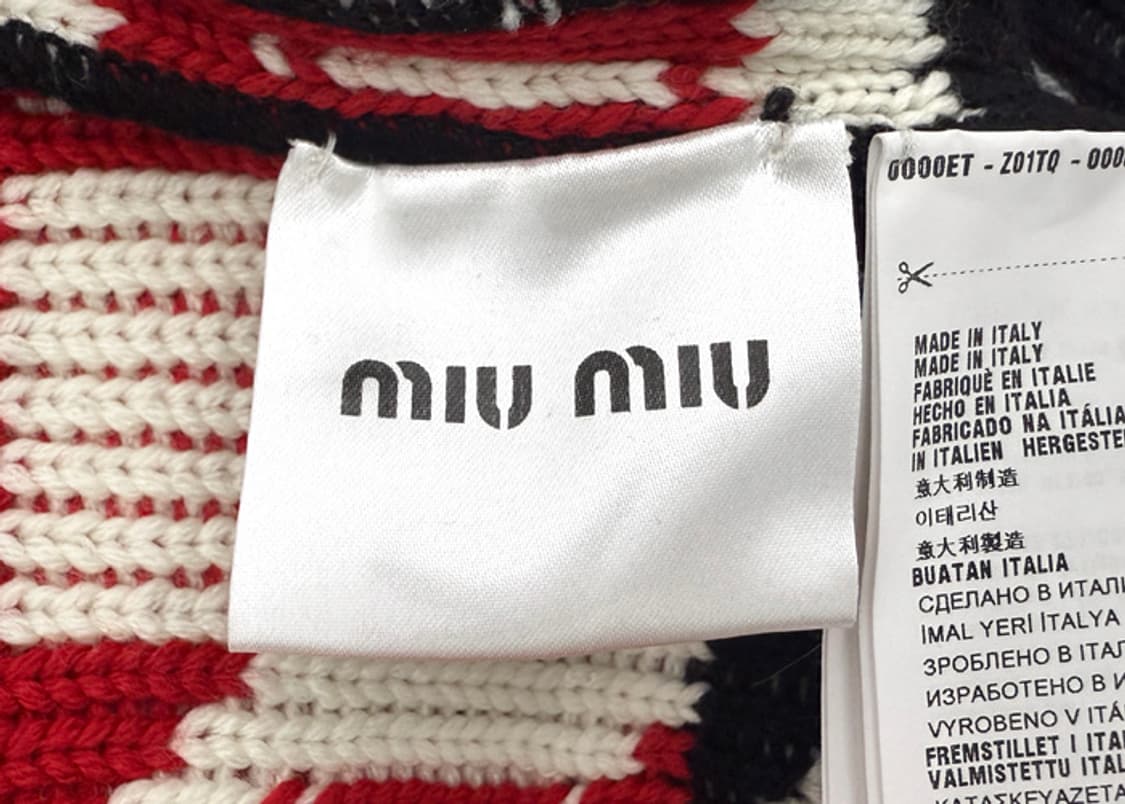 miu miu
0000ET - Z01TQ - 000
MADE IN ITALY
MADE IN ITALY
FABRIQUÈ EN ITALIE
HECHO EN ITALIA
FABRICADO NA ITÁLIA
IN ITALIEN HERGESTE
意大利制造
이태리산
意大利製造
BUATAN ITALIA
СДЕЛАНО В ИТАЛИ
İMAL YERİ İTALYA
ЗРОБЛЕНО В ІТАЛ
ИЗРАБОТЕНО В И
VYROBENO V ITÁ
FREMSTILLET I ITA
VALMISTETTU ITAL
ΚΑΤΑΣΚΕΥΑΖΕΤΑ